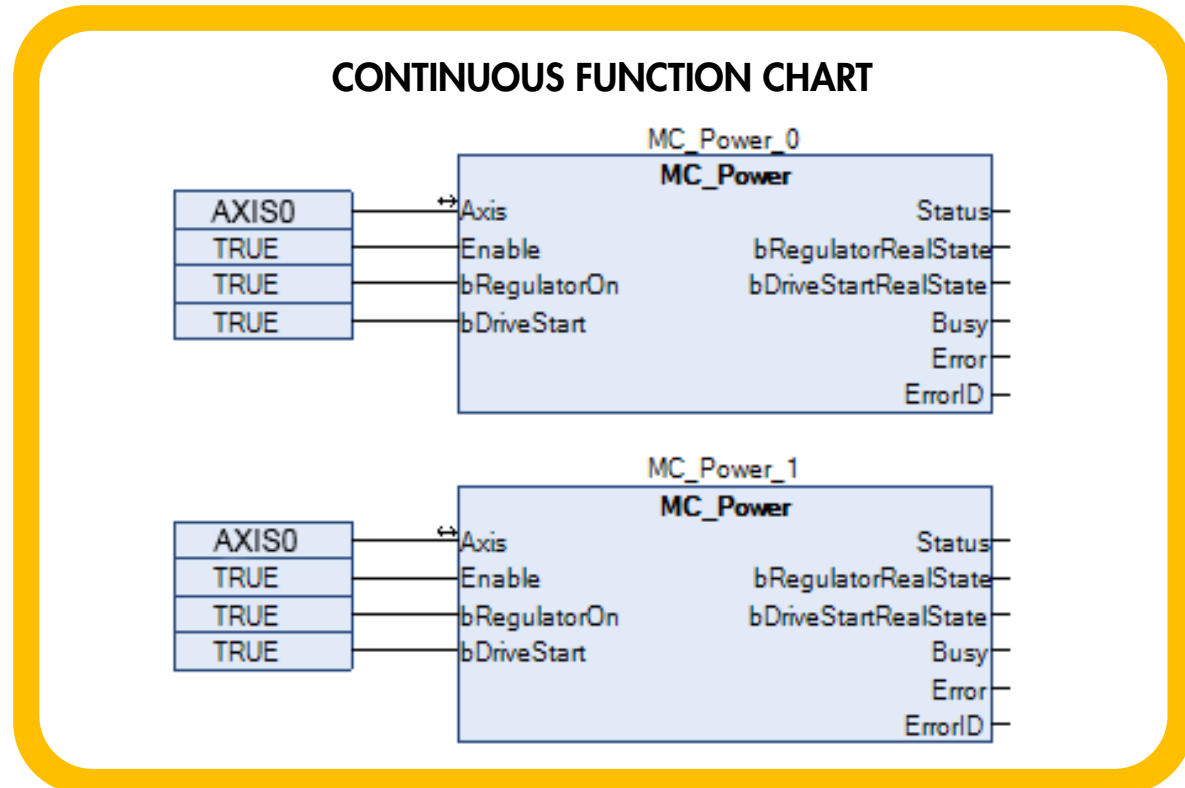 CONTINUOUS FUNCTION CHART
MC_Power_0
MC_Power
AXIS0 Axis Status
TRUE Enable bRegulatorRealState
TRUE bRegulatorOn bDriveStartRealState
TRUE bDriveStart Busy
Error
ErrorID
MC_Power_1
MC_Power
AXIS0 Axis Status
TRUE Enable bRegulatorRealState
TRUE bRegulatorOn bDriveStartRealState
TRUE bDriveStart Busy
Error
ErrorID